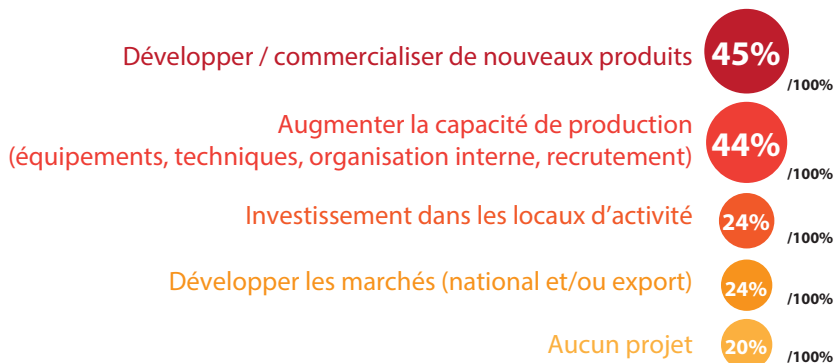 Développer / commercialiser de nouveaux produits 45% /100%
Augmenter la capacité de production
(équipements, techniques, organisation interne, recrutement) 44% /100%
Investissement dans les locaux d’activité 24% /100%
Développer les marchés (national et/ou export) 24% /100%
Aucun projet 20% /100%